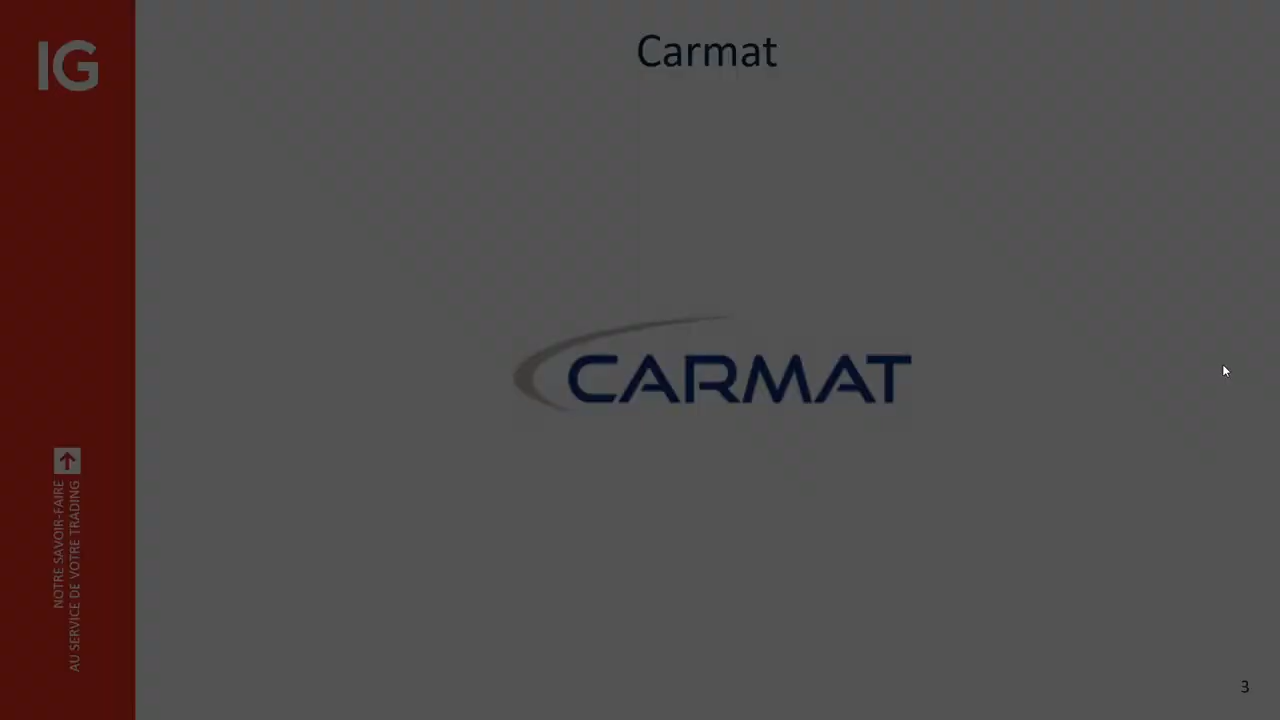 IG
Carmat
CARMAT
NOTRE SAVOIR-FAIRE
AU SERVICE DE VOTRE TRADING
3